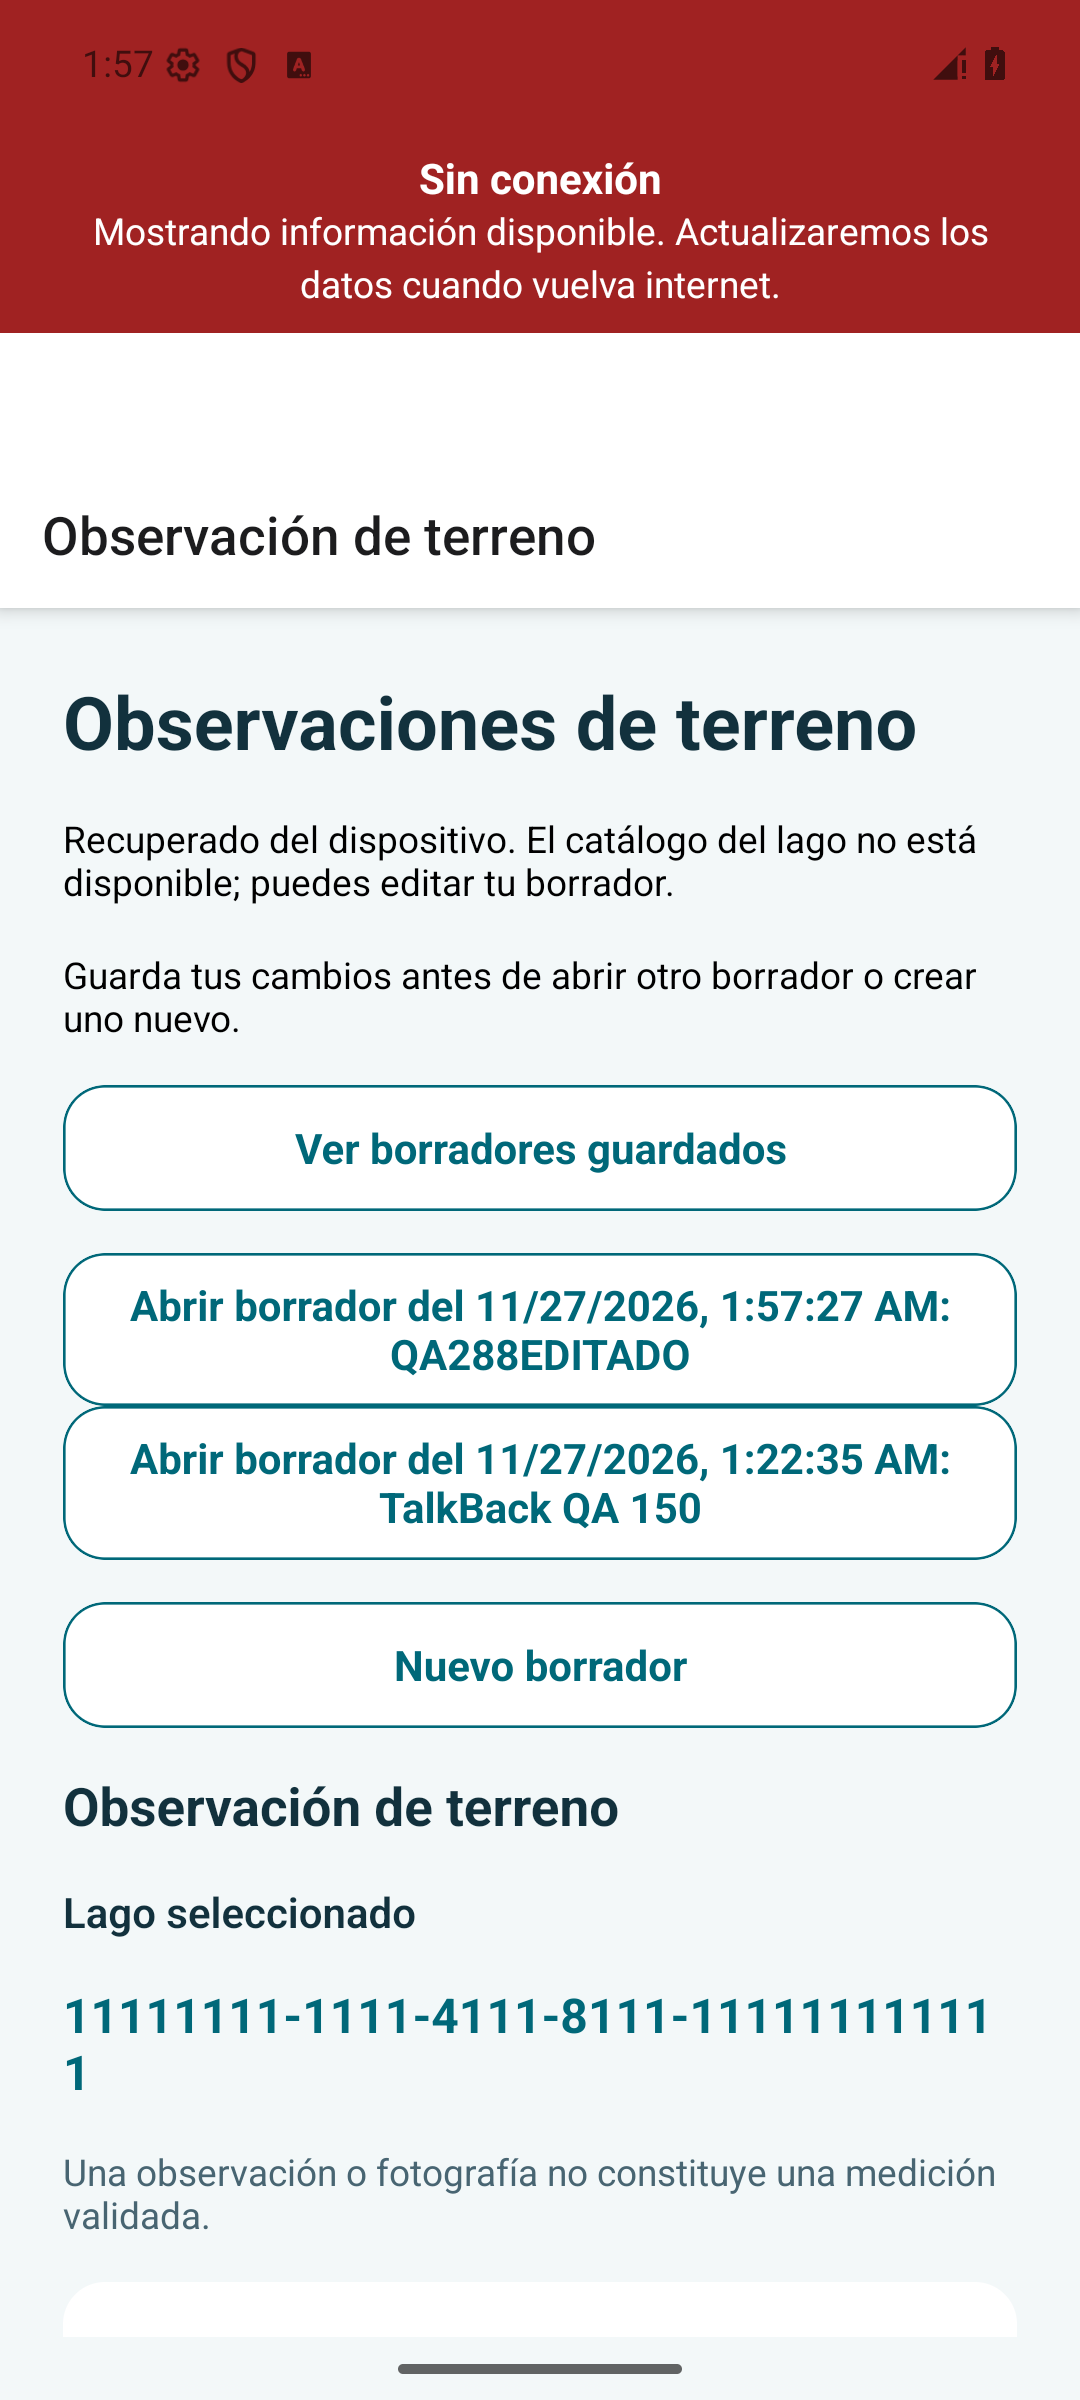 1:57
Sin conexión
Mostrando información disponible. Actualizaremos los
datos cuando vuelva internet.
Observación de terreno
Observaciones de terreno
Recuperado del dispositivo. El catálogo del lago no está
disponible; puedes editar tu borrador.
Guarda tus cambios antes de abrir otro borrador o crear
uno nuevo.
Ver borradores guardados
Abrir borrador del 11/27/2026, 1:57:27 AM:
QA288EDITADO
Abrir borrador del 11/27/2026, 1:22:35 AM:
TalkBack QA 150
Nuevo borrador
Observación de terreno
Lago seleccionado
11111111-1111-4111-8111-11111111111
1
Una observación o fotografía no constituye una medición
validada.